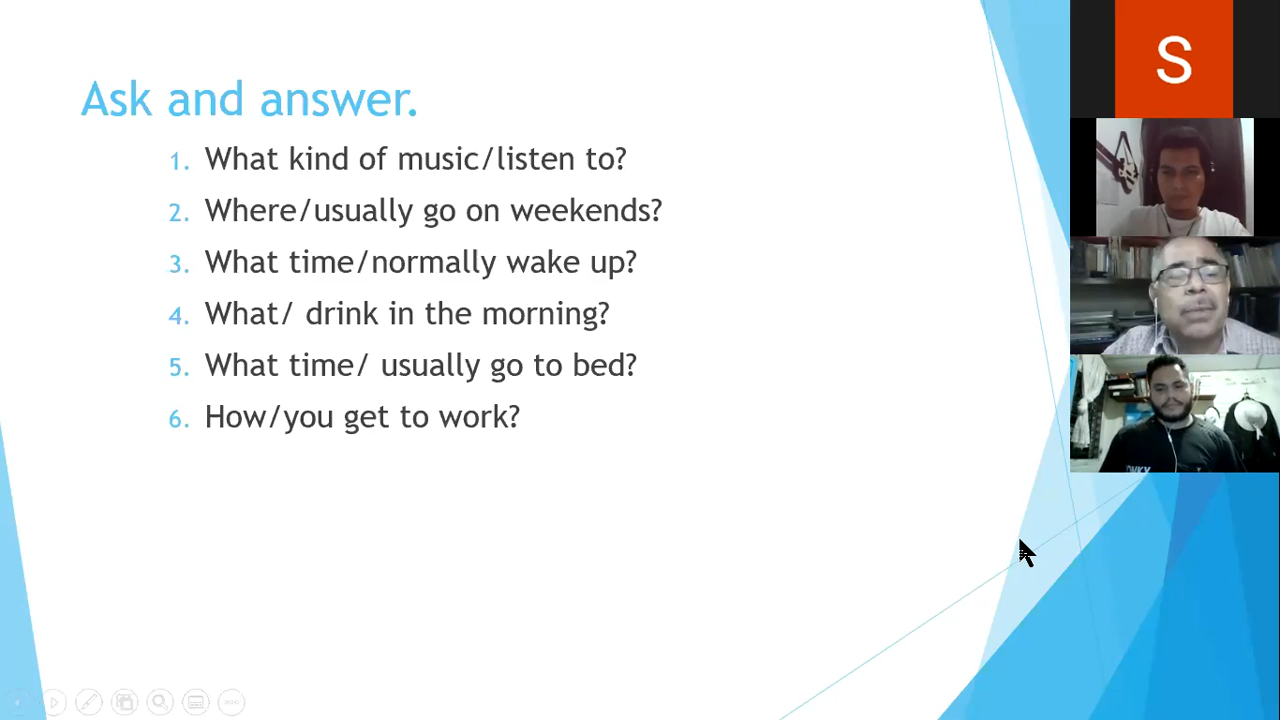 Ask and answer.
1. What kind of music/listen to?
2. Where/usually go on weekends?
3. What time/normally wake up?
4. What/ drink in the morning?
5. What time/ usually go to bed?
6. How/you get to work?
S